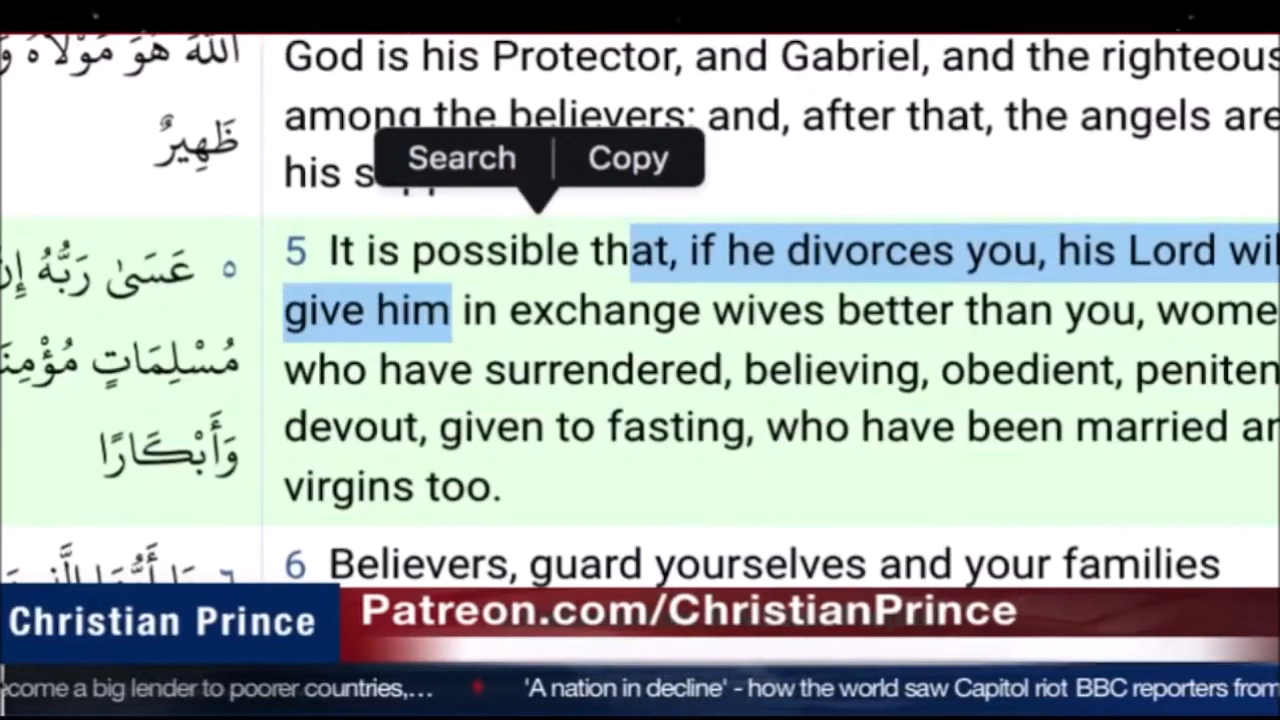 God is his Protector, and Gabriel, and the righteous
among the believers; and, after that, the angels are
his
ظَهِيرٌ
Search | Copy
5 It is possible that, if he divorces you, his Lord wil
give him in exchange wives better than you, wome
who have surrendered, believing, obedient, peniten
devout, given to fasting, who have been married an
virgins too.
٥ عَسَىٰ رَبُّهُ إِن
مُسْلِمَاتٍ مُؤْمِنَا
وَأَبْكَارًا
6 Believers, guard yourselves and your families
Christian Prince
Patreon.com/ChristianPrince
come a big lender to poorer countries,... 'A nation in decline' - how the world saw Capitol riot BBC reporters from